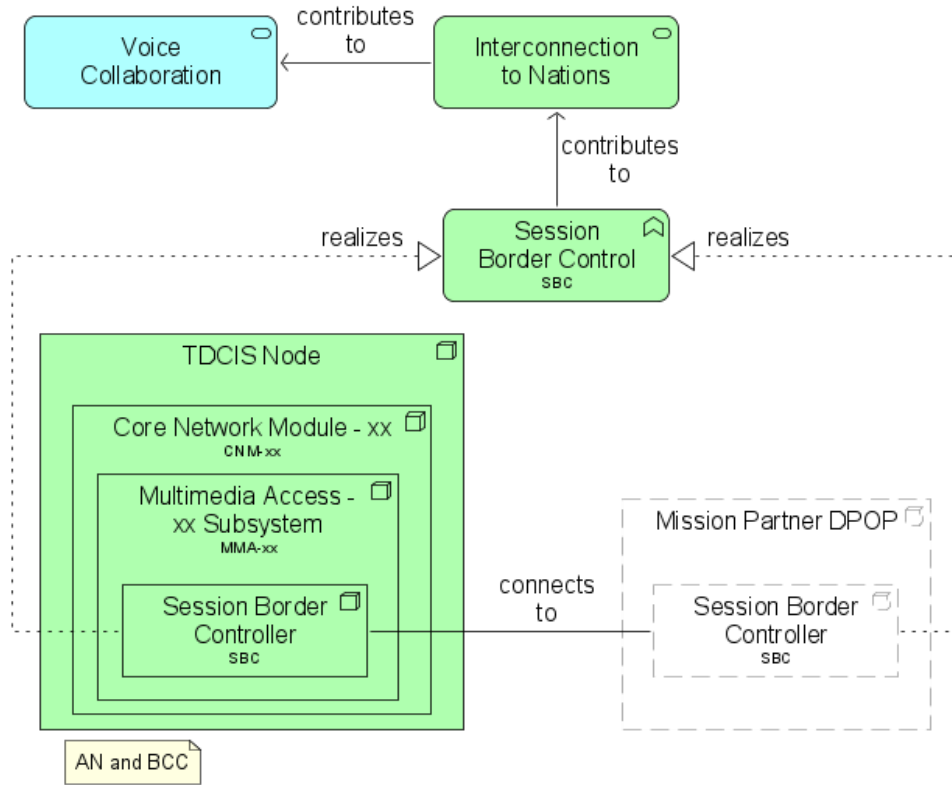 Voice
Collaboration
contributes
to
Interconnection
to Nations
contributes
to
realizes
Session
Border Control
SBC
realizes
TDCIS Node
Core Network Module - xx
CNM-xx
Multimedia Access -
xx Subsystem
MMA-xx
Session Border
Controller
SBC
connects
to
Mission Partner DPOP
Session Border
Controller
SBC
AN and BCC